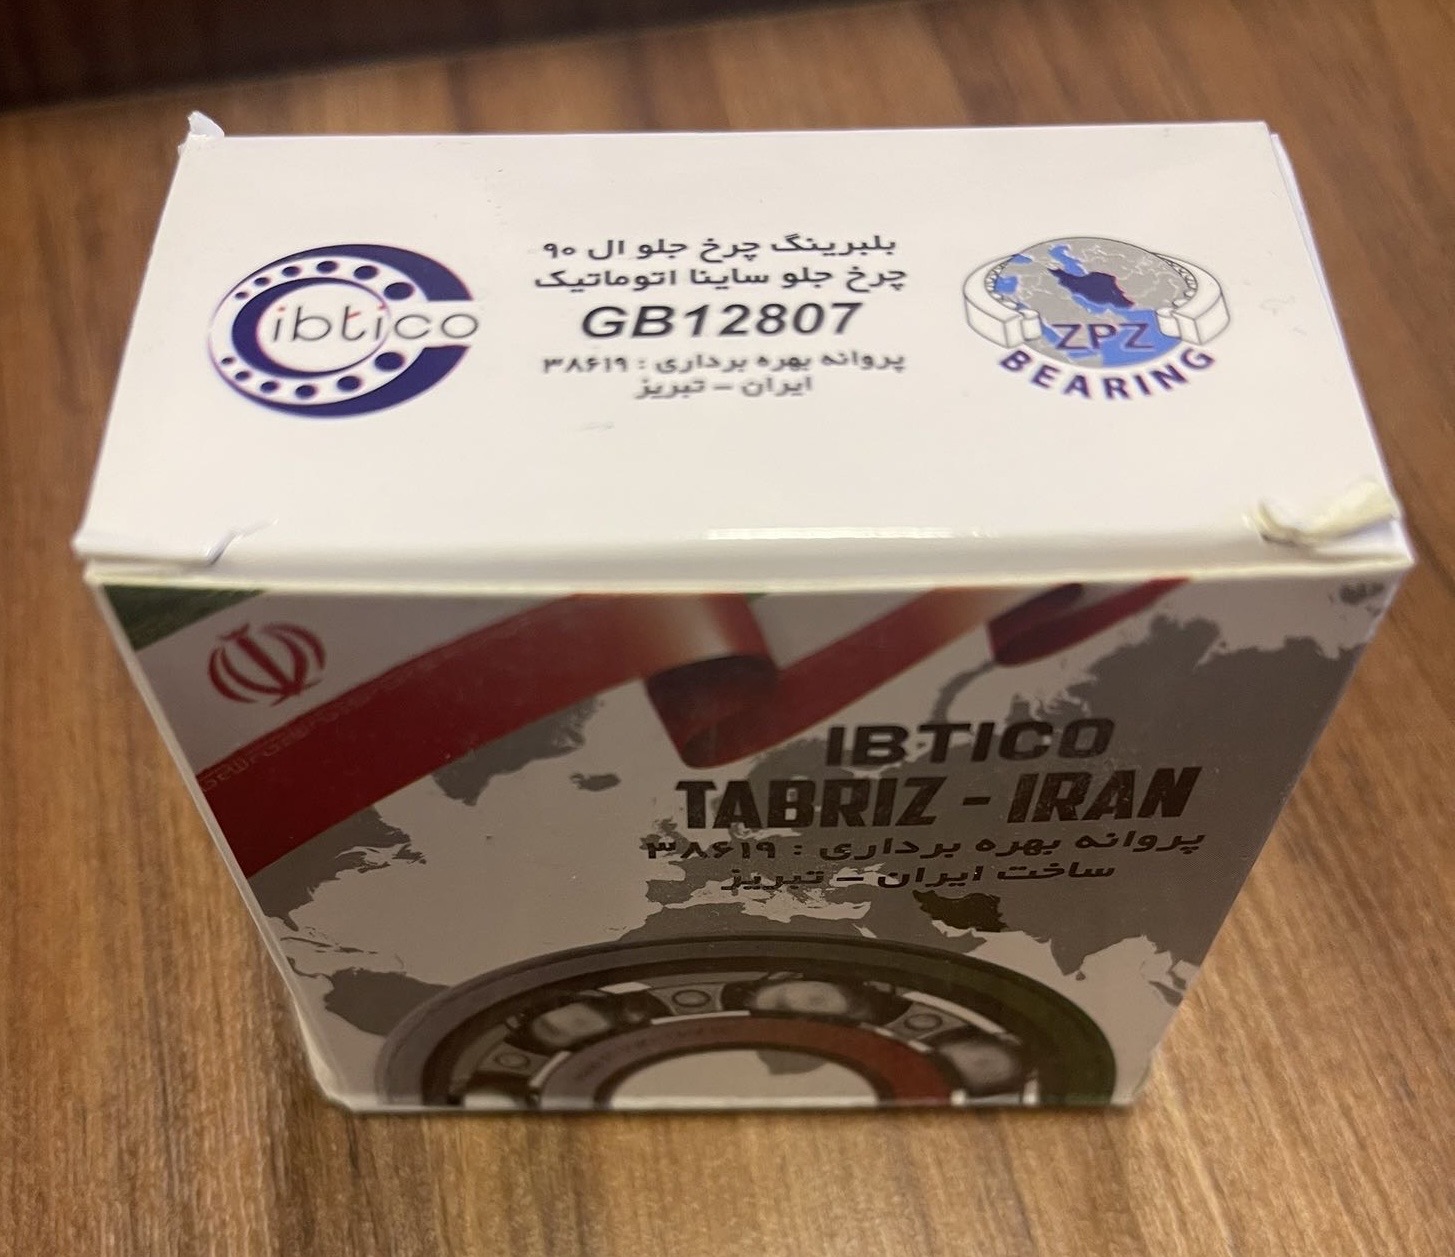 ibtico
بلبرینگ چرخ جلو ال ۹۰
چرخ جلو ساینا اتوماتیک
GB12807
پروانه بهره برداری : ۳۸۶۱۹
ایران – تبریز
ZPZ
BEARING
IBTICO
TABRIZ - IRAN
پروانه بهره برداری : ۳۸۶۱۹
ساخت ایران – تبریز